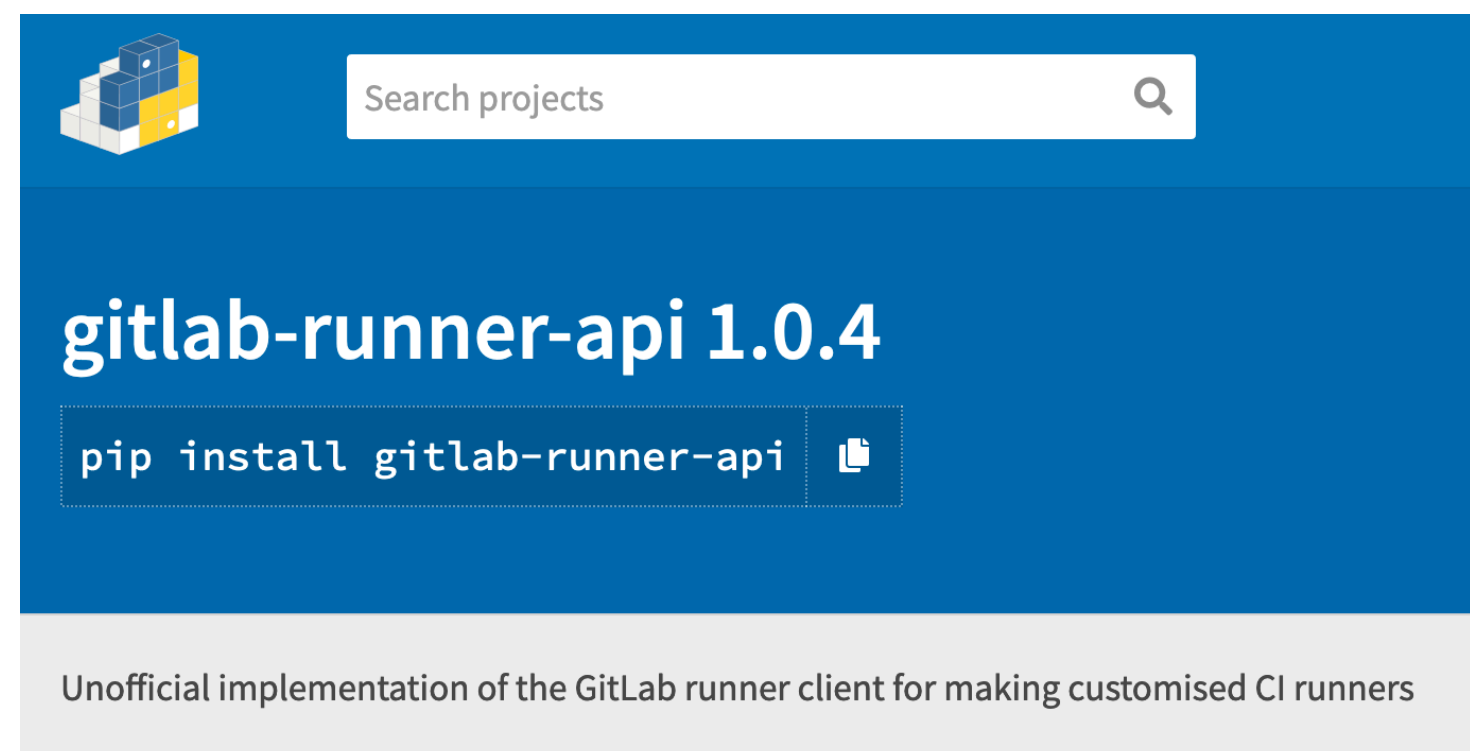 Search projects
gitlab-runner-api 1.0.4
pip install gitlab-runner-api
Unofficial implementation of the GitLab runner client for making customised CI runners